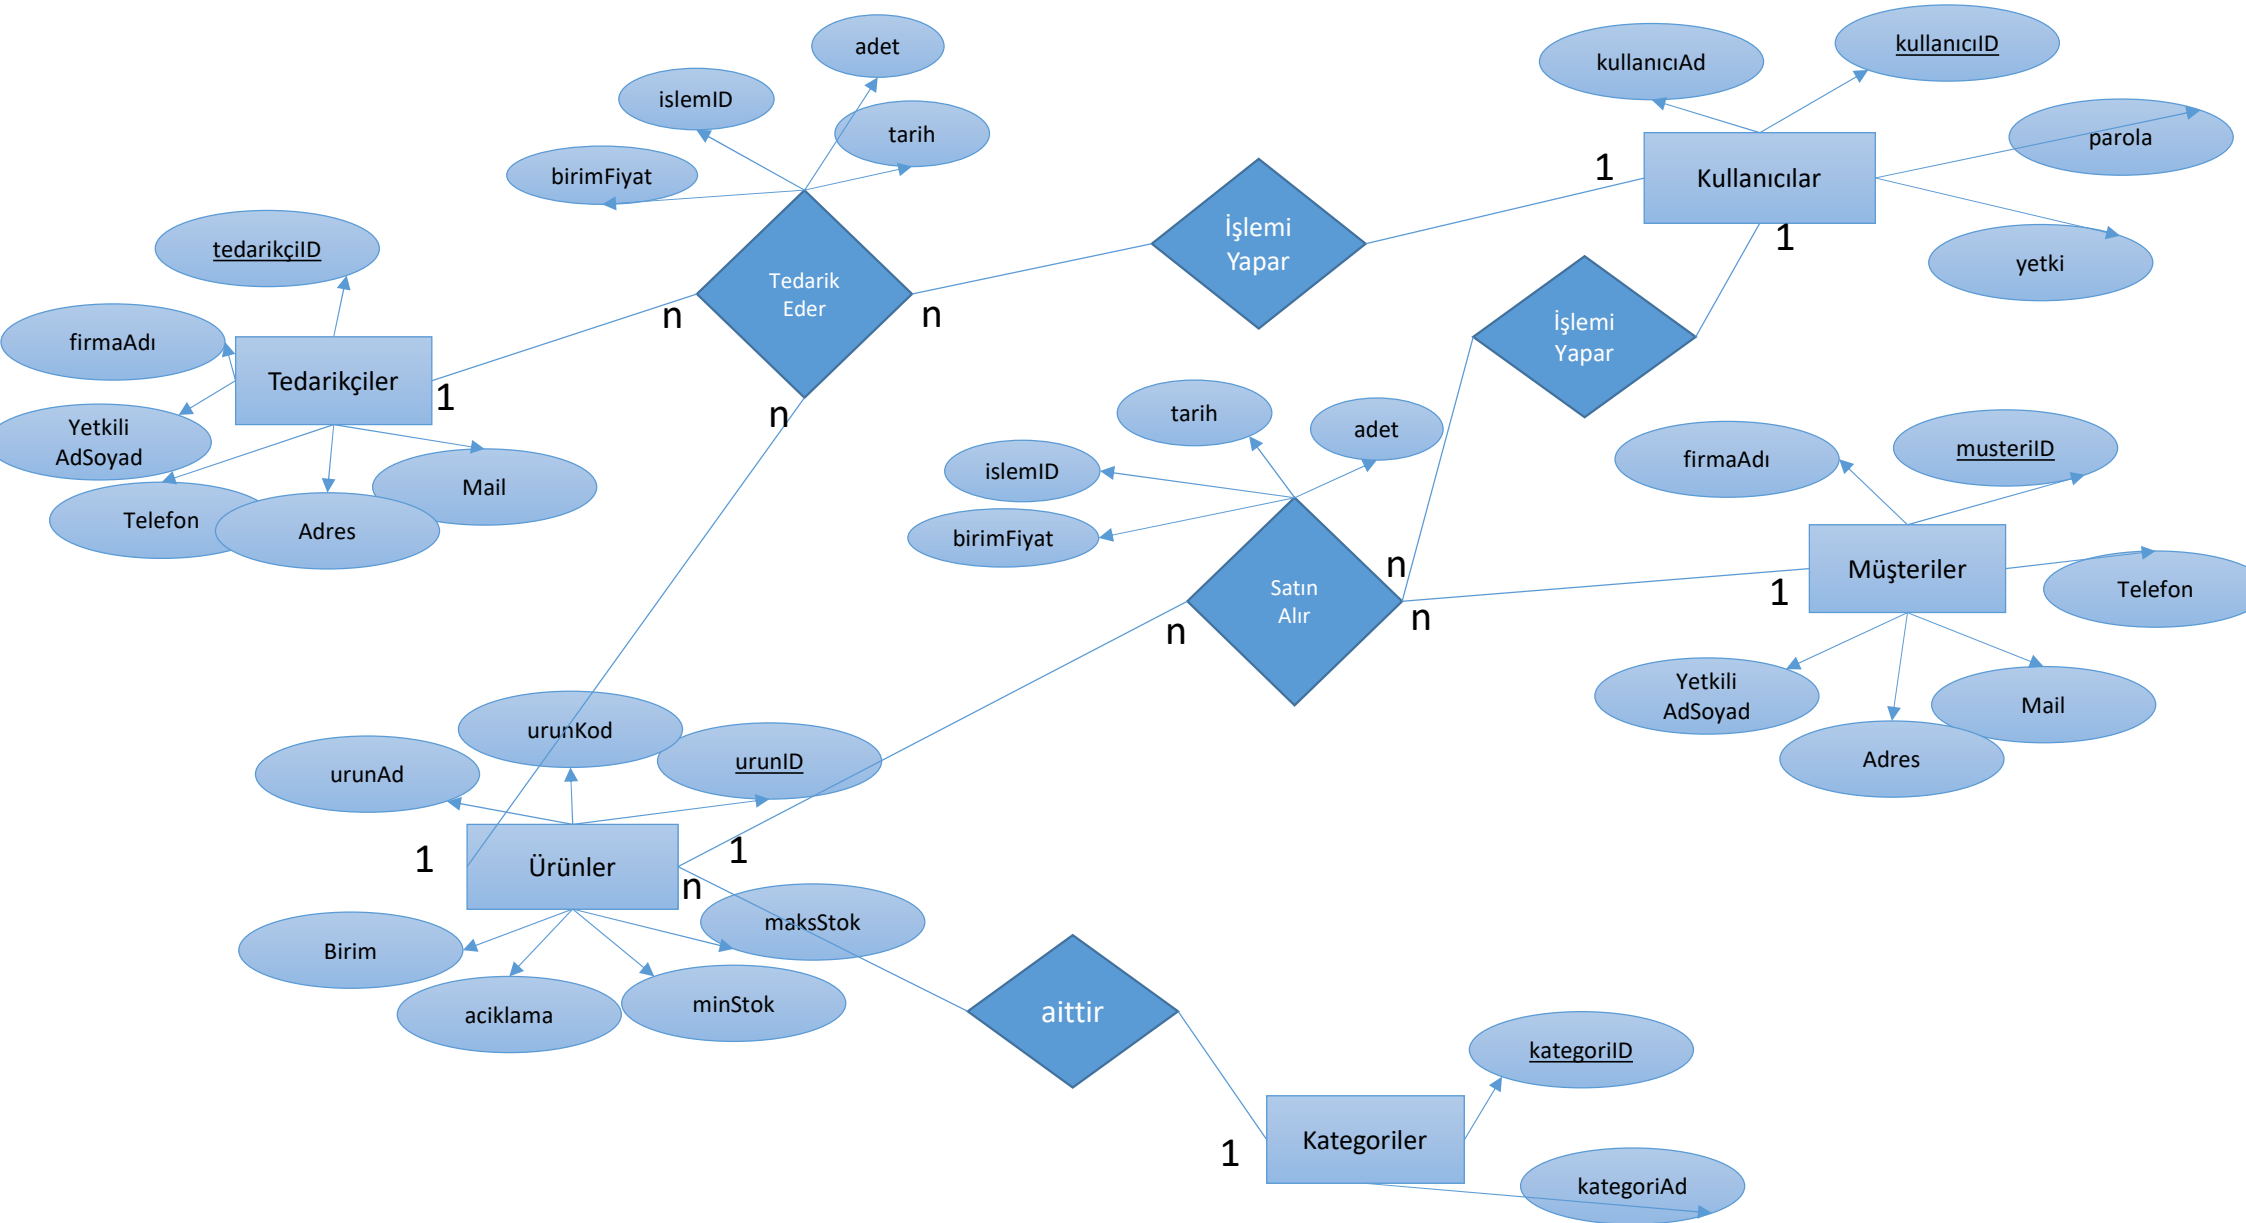 adet
kullanıcıID
kullanıcıAd
islemID
tarih
parola
birimFiyat
1
Kullanıcılar
İşlemi
Yapar
1
tedarikçiID
yetki
Tedarik
Eder
n
n
firmaAdı
Tedarikçiler
1
İşlemi
Yapar
n
tarih
adet
Yetkili
AdSoyad
Mail
islemID
firmaAdı
musteriID
Telefon
Adres
birimFiyat
n
Satın
Alır
Müşteriler
1
Telefon
n
n
Yetkili
AdSoyad
Mail
Adres
urunKod
urunID
urunAd
1
Ürünler
1
n
maksStok
Birim
aciklama
minStok
aittir
kategoriID
1
Kategoriler
kategoriAd